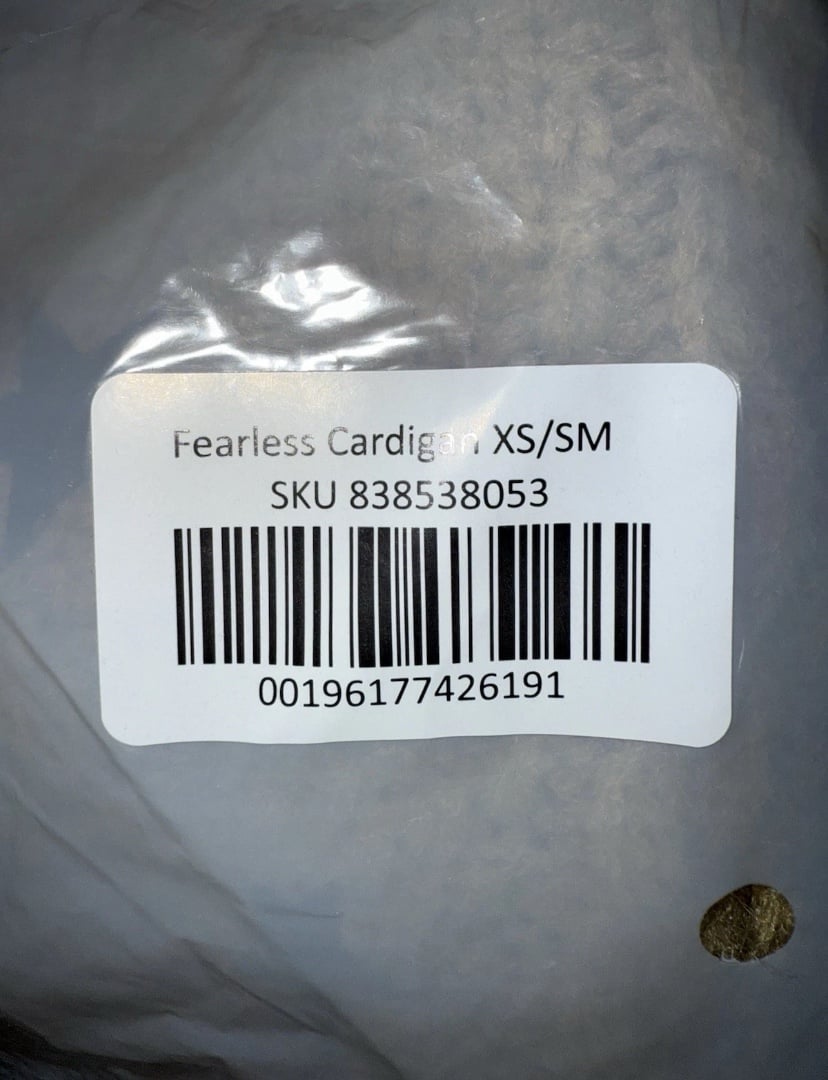 Fearless Cardigan XS/SM
SKU 838538053
00196177426191